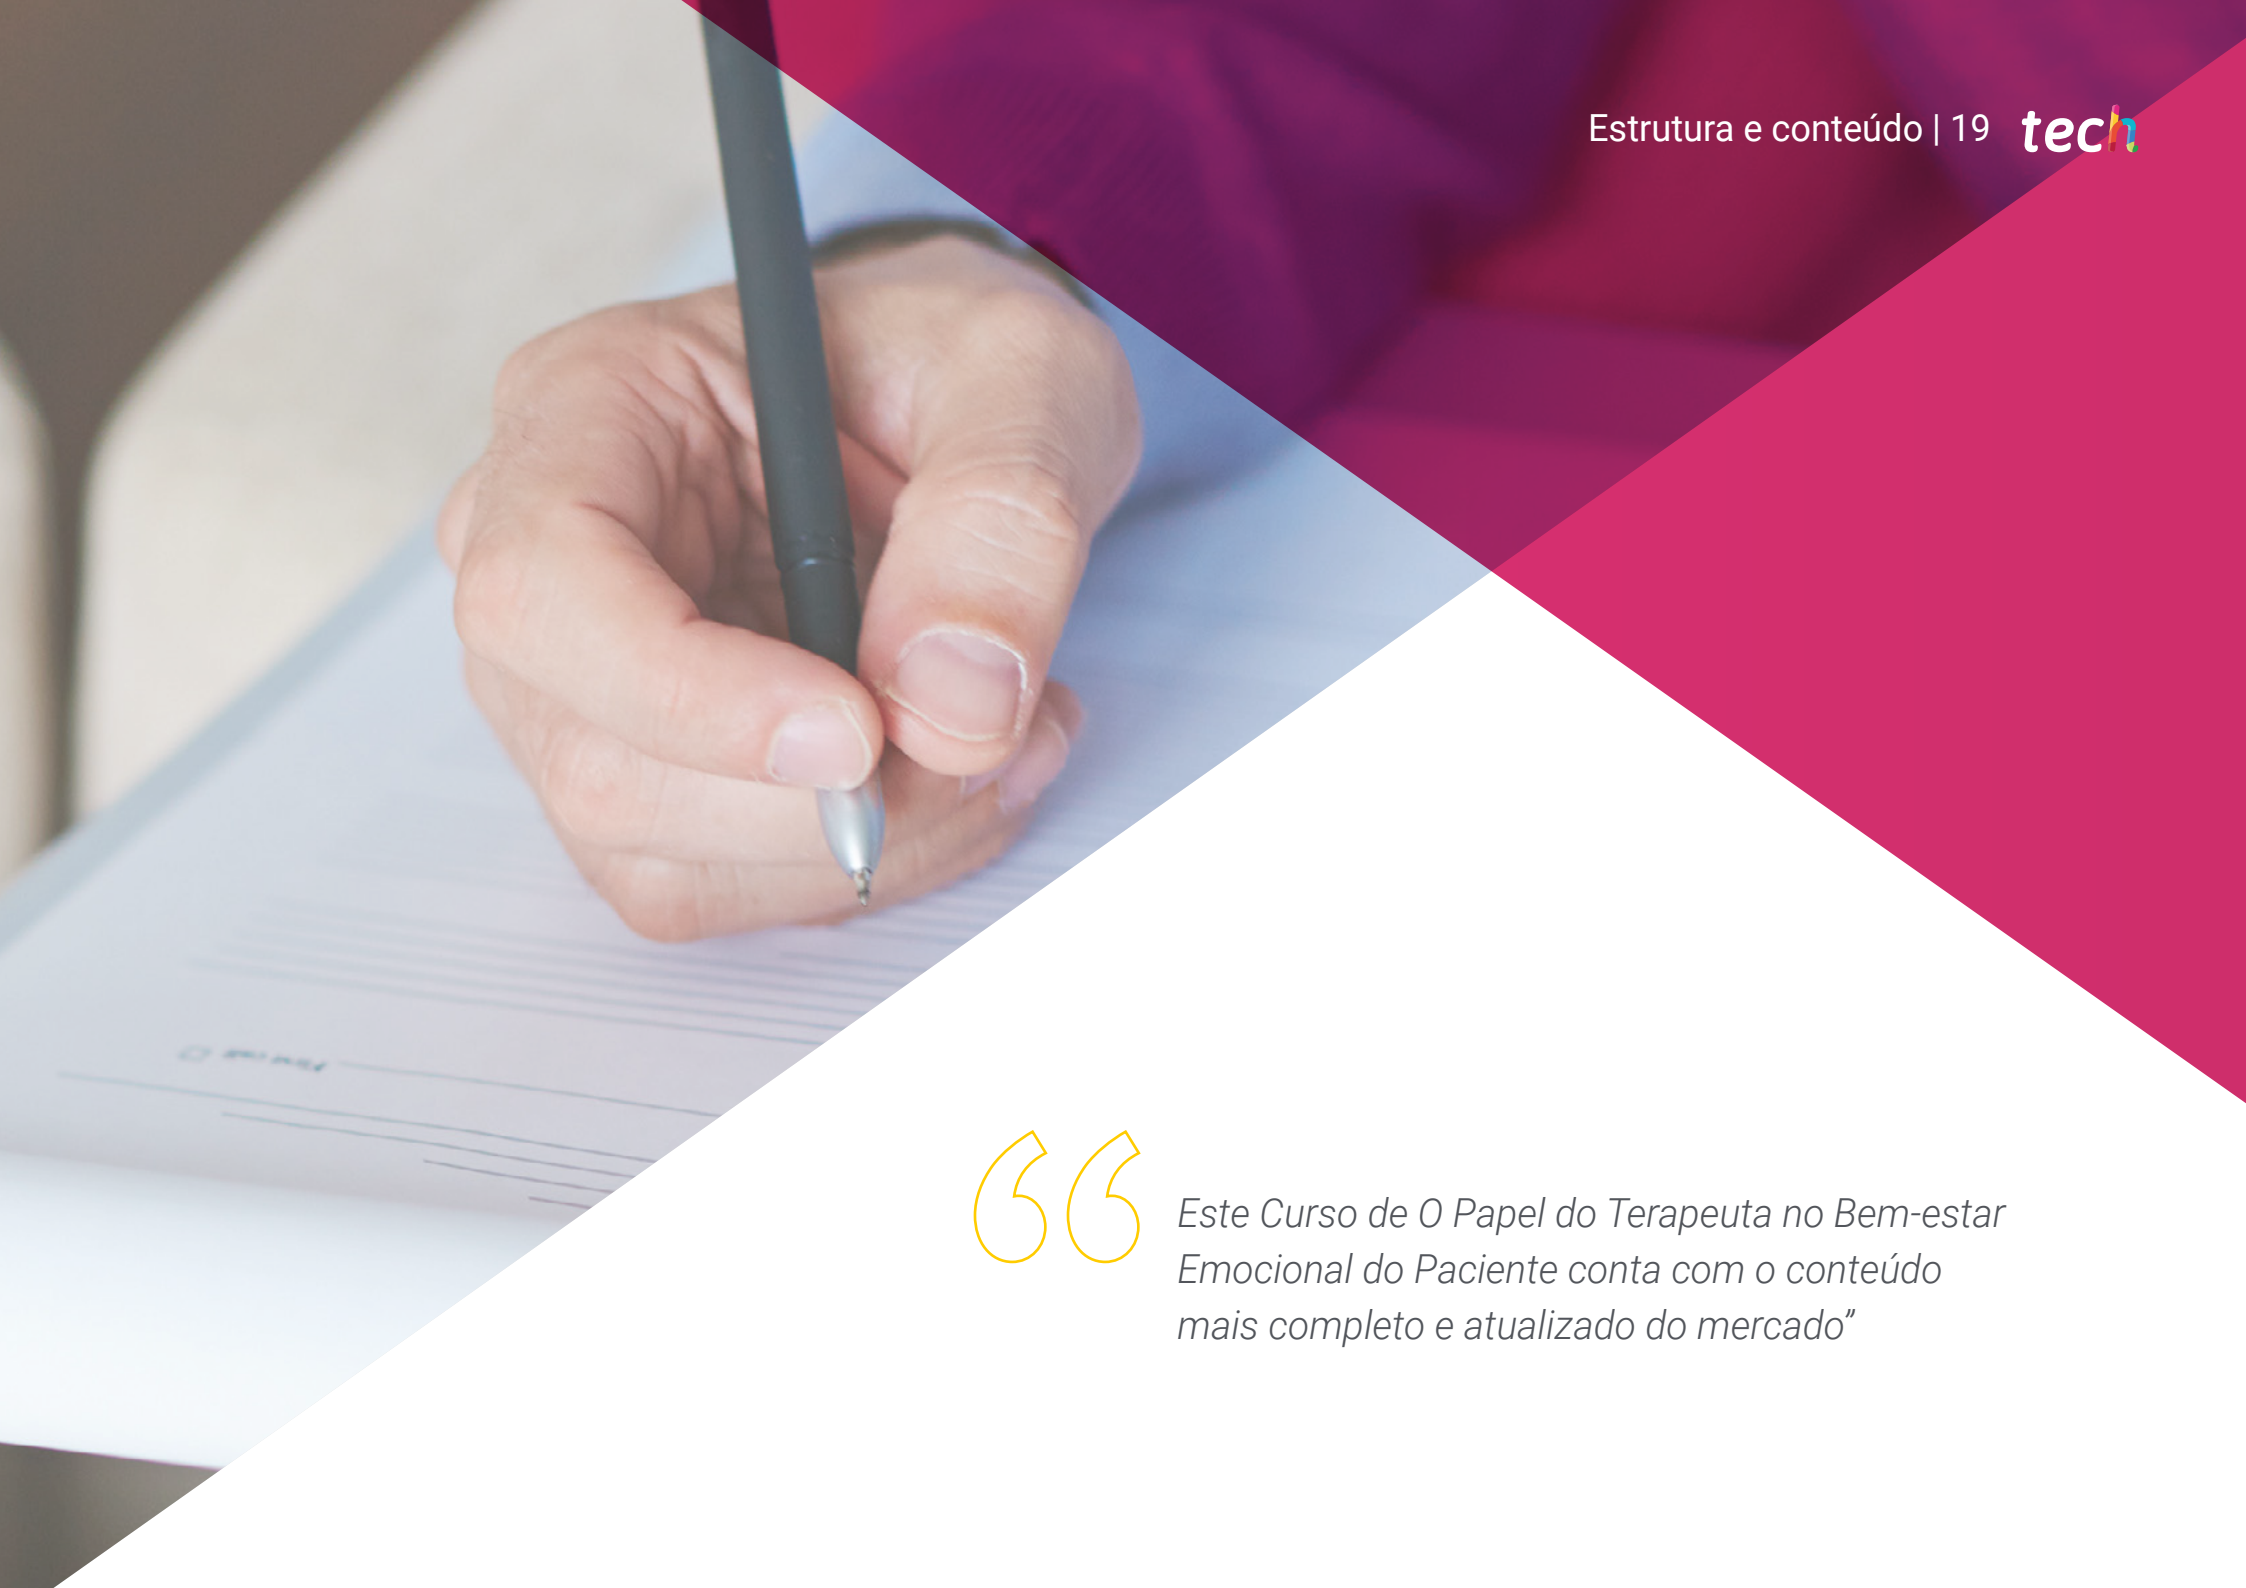 Estrutura e conteúdo | 19 tech
“Este Curso de O Papel do Terapeuta no Bem-estar
Emocional do Paciente conta com o conteúdo
mais completo e atualizado do mercado”